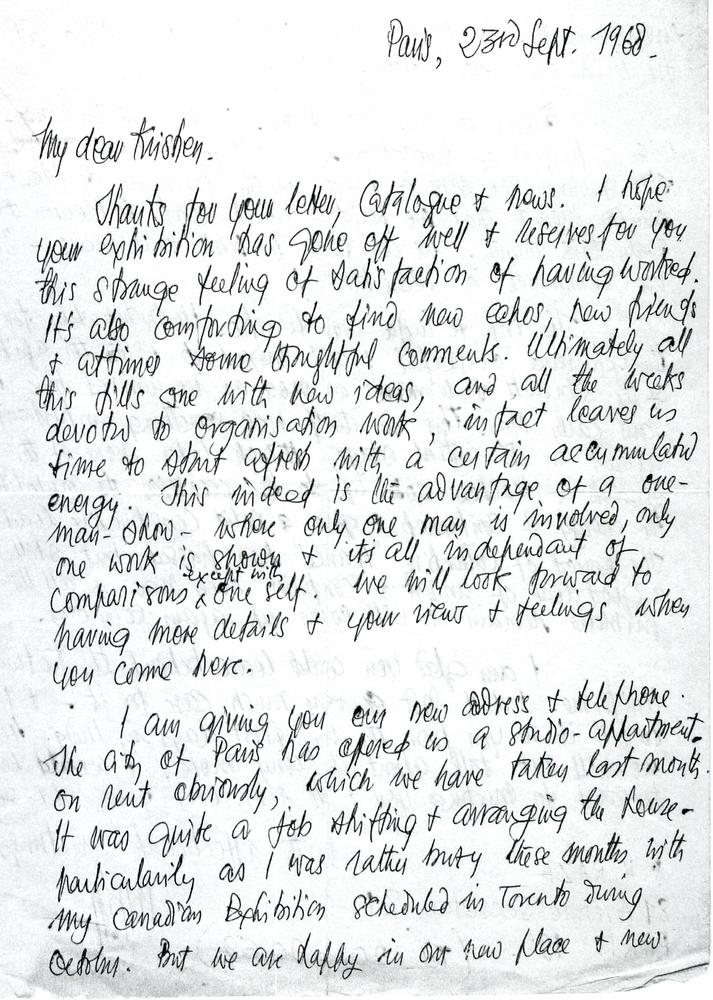 Paris, 23rd Sept. 1968.
My dear Krishen.
Thanks for your letter, Catalogue & news. I hope
your exhibition has gone off well & reserves for you
this strange feeling of satisfaction of having worked.
It's also comforting to find new echos, new friends
& at times some thoughtful comments. Ultimately all
this fills one with new ideas, and all the weeks
devoted to organisation work, infact leaves us
time to start afresh with a certain accumulated
energy. This indeed is the advantage of a one-
man-show - where only one man is involved, only
one work is shown & its all independant of
comparisons except with one self. We will look forward to
having more details & your views & feelings when
you come here.
I am giving you our new adress & telephone.
The city of Paris has offered us a studio-appartment.
on rent obviously, which we have taken last month.
It was quite a job shifting & arranging the house -
particularily as I was rather busy these months with
my Canadian Exhibition scheduled in Toronto during
October. But we are happy in our new place & new